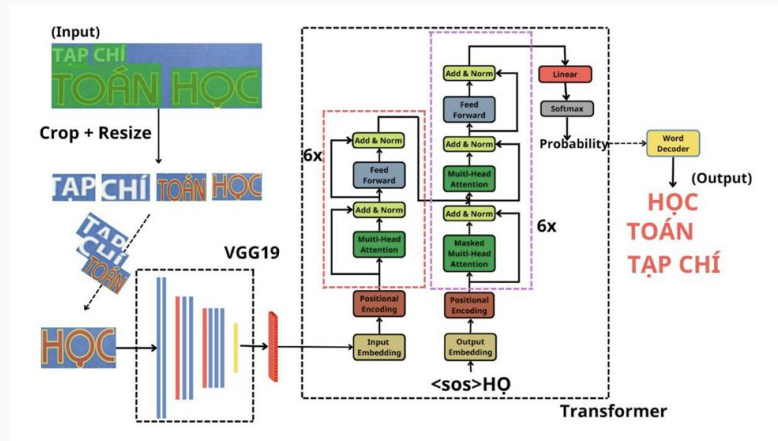 (Input)
TẠP CHÍ
TOÁN HỌC
Crop + Resize
TẠP CHÍ TOÁN HỌC
TẠP
CHÍ
TOÁN
HỌC
VGG19
6x
Add & Norm
Feed
Forward
Add & Norm
Muiti-Head
Attention
Positional
Encoding
Input
Embedding
Add & Norm
Feed
Forward
Add & Norm
Muiti-Head
Attention
Add & Norm
Masked
Muiti-Head
Attention
6x
Positional
Encoding
Output
Embedding
<sos>HỌ
Linear
Softmax
Probability
Transformer
Word
Decoder
(Output)
HỌC
TOÁN
TẠP CHÍ